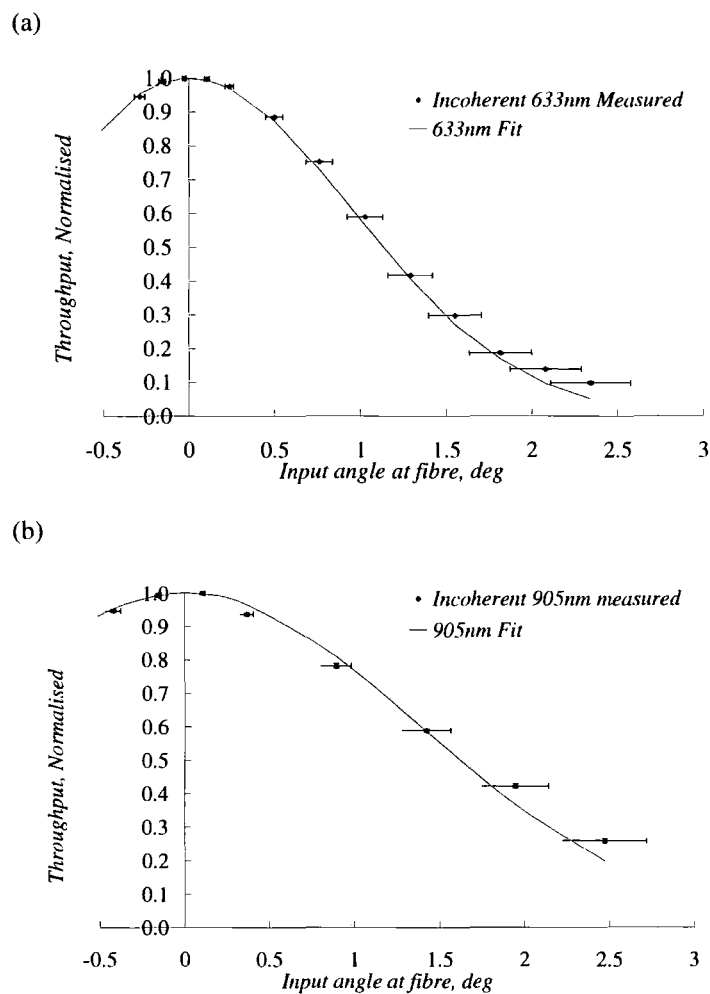 (a)
1.0
0.9
0.8
0.7
0.6
0.5
0.4
0.3
0.2
0.1
0.0
Throughput, Normalised
Incoherent 633nm Measured
633nm Fit
-0.5 0 0.5 1 1.5 2 2.5 3
Input angle at fibre, deg
(b)
1.0
0.9
0.8
0.7
0.6
0.5
0.4
0.3
0.2
0.1
0.0
Throughput, Normalised
Incoherent 905nm measured
905nm Fit
-0.5 0 0.5 1 1.5 2 2.5 3
Input angle at fibre, deg